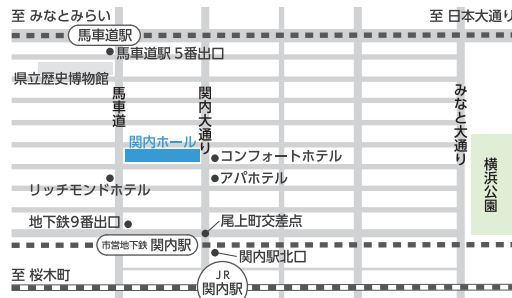 至 みなとみらい
至 日本大通り
馬車道駅
馬車道駅 5番出口
県立歴史博物館
馬車道
関内大通り
みなと大通り
関内ホール
コンフォートホテル
アパホテル
横浜公園
リッチモンドホテル
地下鉄9番出口
尾上町交差点
市営地下鉄 関内駅
関内駅北口
至 桜木町
JR
関内駅